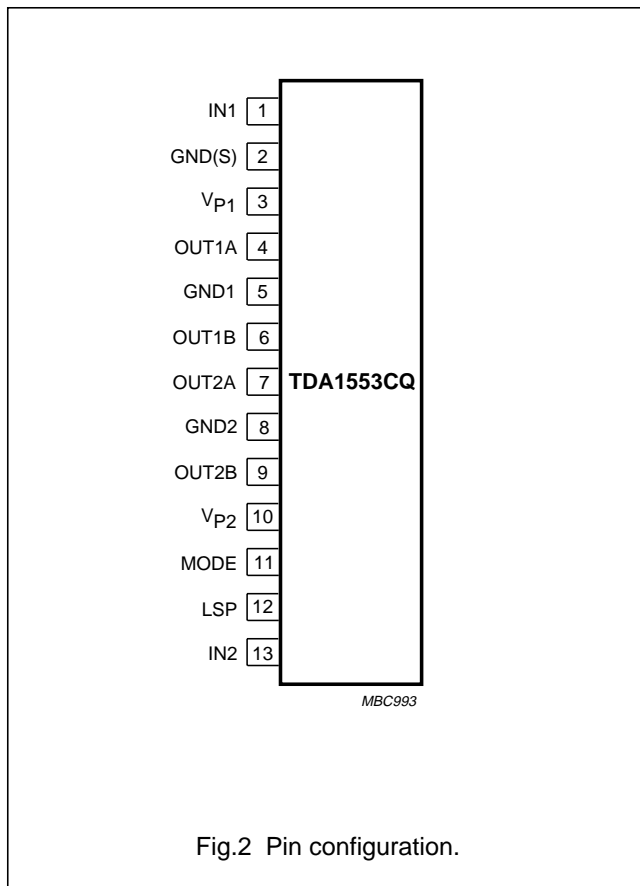 IN1 1
GND(S) 2
VP1 3
OUT1A 4
GND1 5
OUT1B 6
OUT2A 7 TDA1553CQ
GND2 8
OUT2B 9
VP2 10
MODE 11
LSP 12
IN2 13
MBC993
Fig.2 Pin configuration.